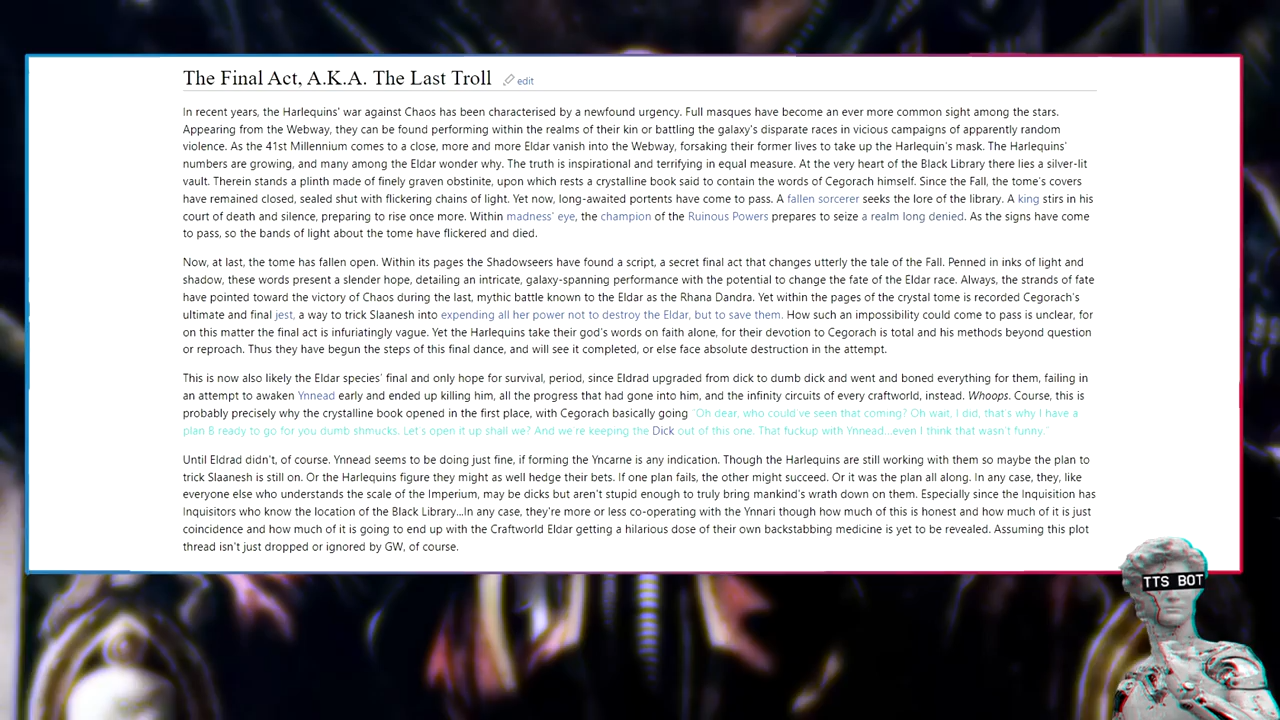 The Final Act, A.K.A. The Last Troll edit
In recent years, the Harlequins' war against Chaos has been characterised by a newfound urgency. Full masques have become an ever more common sight among the stars.
Appearing from the Webway, they can be found performing within the realms of their kin or battling the galaxy's disparate races in vicious campaigns of apparently random
violence. As the 41st Millennium comes to a close, more and more Eldar vanish into the Webway, forsaking their former lives to take up the Harlequin's mask. The Harlequins'
numbers are growing, and many among the Eldar wonder why. The truth is inspirational and terrifying in equal measure. At the very heart of the Black Library there lies a silver-lit
vault. Therein stands a plinth made of finely graven obstinite, upon which rests a crystalline book said to contain the words of Cegorach himself. Since the Fall, the tome's covers
have remained closed, sealed shut with flickering chains of light. Yet now, long-awaited portents have come to pass. A fallen sorcerer seeks the lore of the library. A king stirs in his
court of death and silence, preparing to rise once more. Within madness' eye, the champion of the Ruinous Powers prepares to seize a realm long denied. As the signs have come
to pass, so the bands of light about the tome have flickered and died.
Now, at last, the tome has fallen open. Within its pages the Shadowseers have found a script, a secret final act that changes utterly the tale of the Fall. Penned in inks of light and
shadow, these words present a slender hope, detailing an intricate, galaxy-spanning performance with the potential to change the fate of the Eldar race. Always, the strands of fate
have pointed toward the victory of Chaos during the last, mythic battle known to the Eldar as the Rhana Dandra. Yet within the pages of the crystal tome is recorded Cegorach's
ultimate and final jest, a way to trick Slaanesh into expending all her power not to destroy the Eldar, but to save them. How such an impossibility could come to pass is unclear, for
on this matter the final act is infuriatingly vague. Yet the Harlequins take their god's words on faith alone, for their devotion to Cegorach is total and his methods beyond question
or reproach. Thus they have begun the steps of this final dance, and will see it completed, or else face absolute destruction in the attempt.
This is now also likely the Eldar species' final and only hope for survival, period, since Eldrad upgraded from dick to dumb dick and went and boned everything for them, failing in
an attempt to awaken Ynnead early and ended up killing him, all the progress that had gone into him, and the infinity circuits of every craftworld, instead. Whoops. Course, this is
probably precisely why the crystalline book opened in the first place, with Cegorach basically going "Oh dear, who could've seen that coming? Oh wait, I did, that's why I have a
plan B ready to go for you dumb shmucks. Let's open it up shall we? And we're keeping the Dick out of this one. That fuckup with Ynnead...even I think that wasn't funny."
Until Eldrad didn't, of course. Ynnead seems to be doing just fine, if forming the Yncarne is any indication. Though the Harlequins are still working with them so maybe the plan to
trick Slaanesh is still on. Or the Harlequins figure they might as well hedge their bets. If one plan fails, the other might succeed. Or it was the plan all along. In any case, they, like
everyone else who understands the scale of the Imperium, may be dicks but aren't stupid enough to truly bring mankind's wrath down on them. Especially since the Inquisition has
Inquisitors who know the location of the Black Library...In any case, they're more or less co-operating with the Ynnari though how much of this is honest and how much of it is just
coincidence and how much of it is going to end up with the Craftworld Eldar getting a hilarious dose of their own backstabbing medicine is yet to be revealed. Assuming this plot
thread isn't just dropped or ignored by GW, of course.
TTS BOT